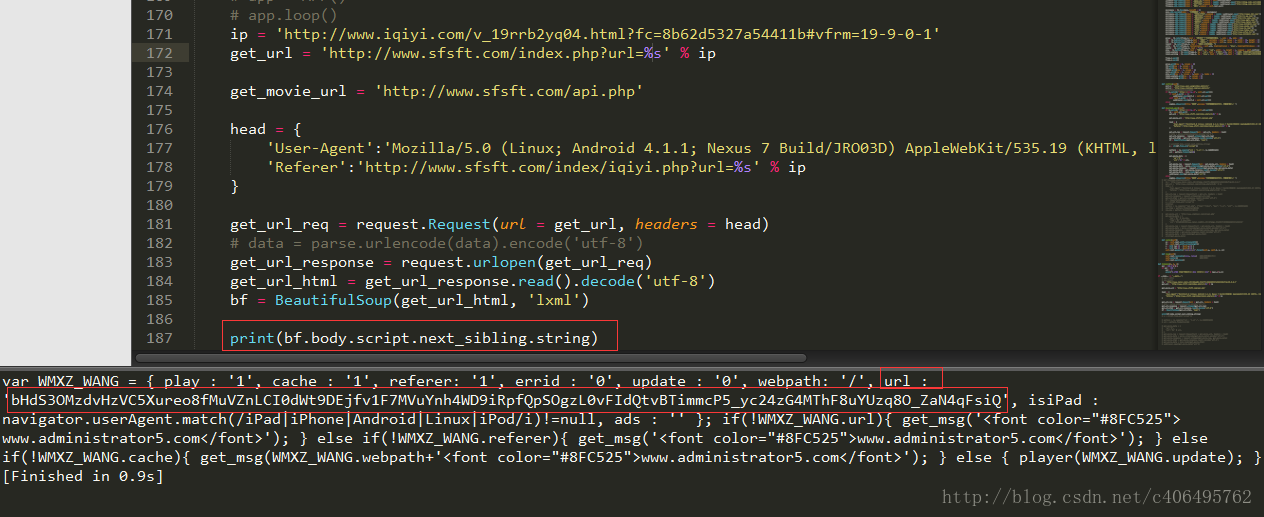 170 # app.loop()
171 ip = 'http://www.iqiyi.com/v_19rrb2yq04.html?fc=8b62d5327a54411b#vfrm=19-9-0-1'
172 get_url = 'http://www.sfsft.com/index.php?url=%s' % ip
173
174 get_movie_url = 'http://www.sfsft.com/api.php'
175
176 head = {
177 'User-Agent':'Mozilla/5.0 (Linux; Android 4.1.1; Nexus 7 Build/JRO03D) AppleWebKit/535.19 (KHTML, l
178 'Referer':'http://www.sfsft.com/index/iqiyi.php?url=%s' % ip
179 }
180
181 get_url_req = request.Request(url = get_url, headers = head)
182 # data = parse.urlencode(data).encode('utf-8')
183 get_url_response = request.urlopen(get_url_req)
184 get_url_html = get_url_response.read().decode('utf-8')
185 bf = BeautifulSoup(get_url_html, 'lxml')
186
187 print(bf.body.script.next_sibling.string)
var WMXZ_WANG = { play : '1', cache : '1', referer: '1', errid : '0', update : '0', webpath: '/', url :
'bHdS3OMzdvHzVC5Xureo8fMuVZnLCI0dWt9DEjfv1F7MVuYnh4WD9iRpfQpSOgzL0vFIdQtvBTimmcP5_yc24zG4MThF8uYUzq8O_ZaN4qFsiQ', isiPad :
navigator.userAgent.match(/iPad|iPhone|Android|Linux|iPod/i)!=null, ads : '' }; if(!WMXZ_WANG.url){ get_msg('<font color="#8FC525">
www.administrator5.com</font>'); } else if(!WMXZ_WANG.referer){ get_msg('<font color="#8FC525">www.administrator5.com</font>'); } else
if(!WMXZ_WANG.cache){ get_msg(WMXZ_WANG.webpath+'<font color="#8FC525">www.administrator5.com</font>'); } else { player(WMXZ_WANG.update); }
[Finished in 0.9s]
http://blog.csdn.net/c406495762